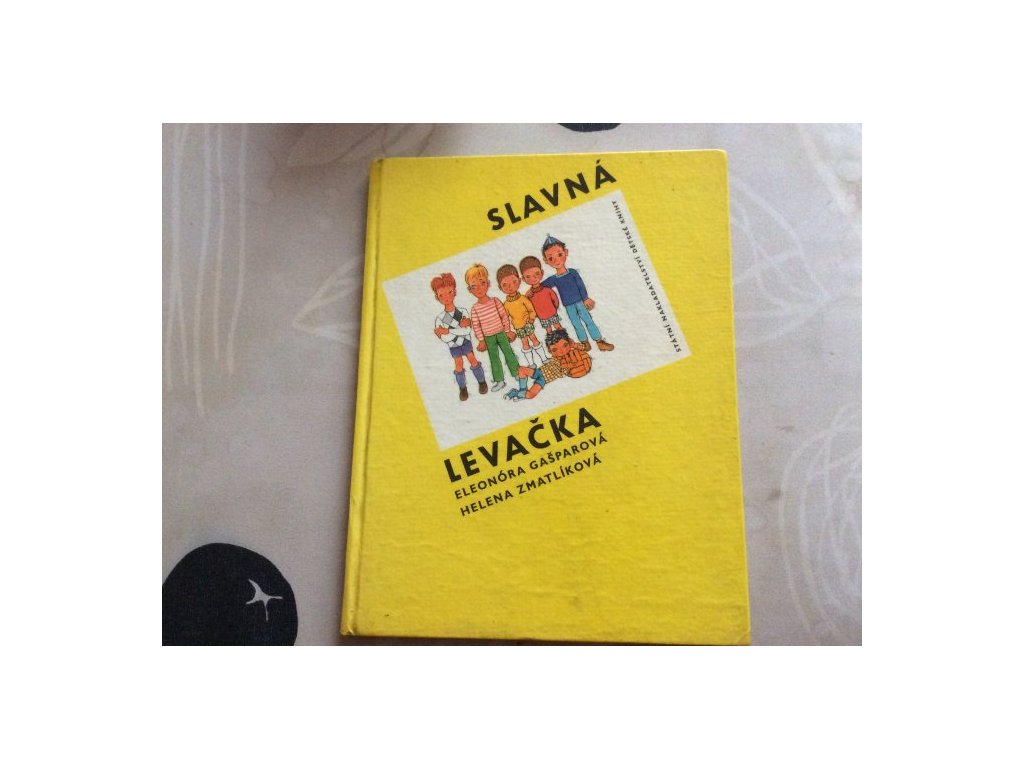 SLAVNÁ
STÁTNÍ NAKLADATELSTVÍ DĚTSKÉ KNIHY
LEVAČKA
ELEONÓRA GAŠPAROVÁ
HELENA ZMATLÍKOVÁ